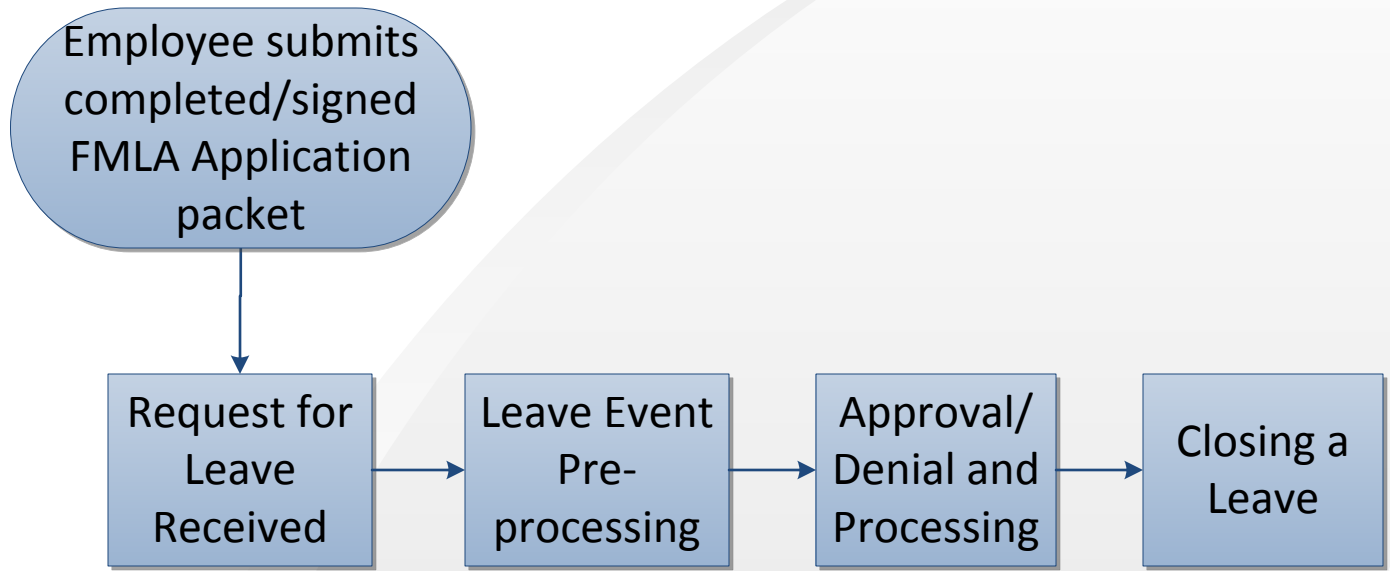 Employee submits
completed/signed
FMLA Application
packet
Request for
Leave
Received
Leave Event
Pre-
processing
Approval/
Denial and
Processing
Closing a
Leave